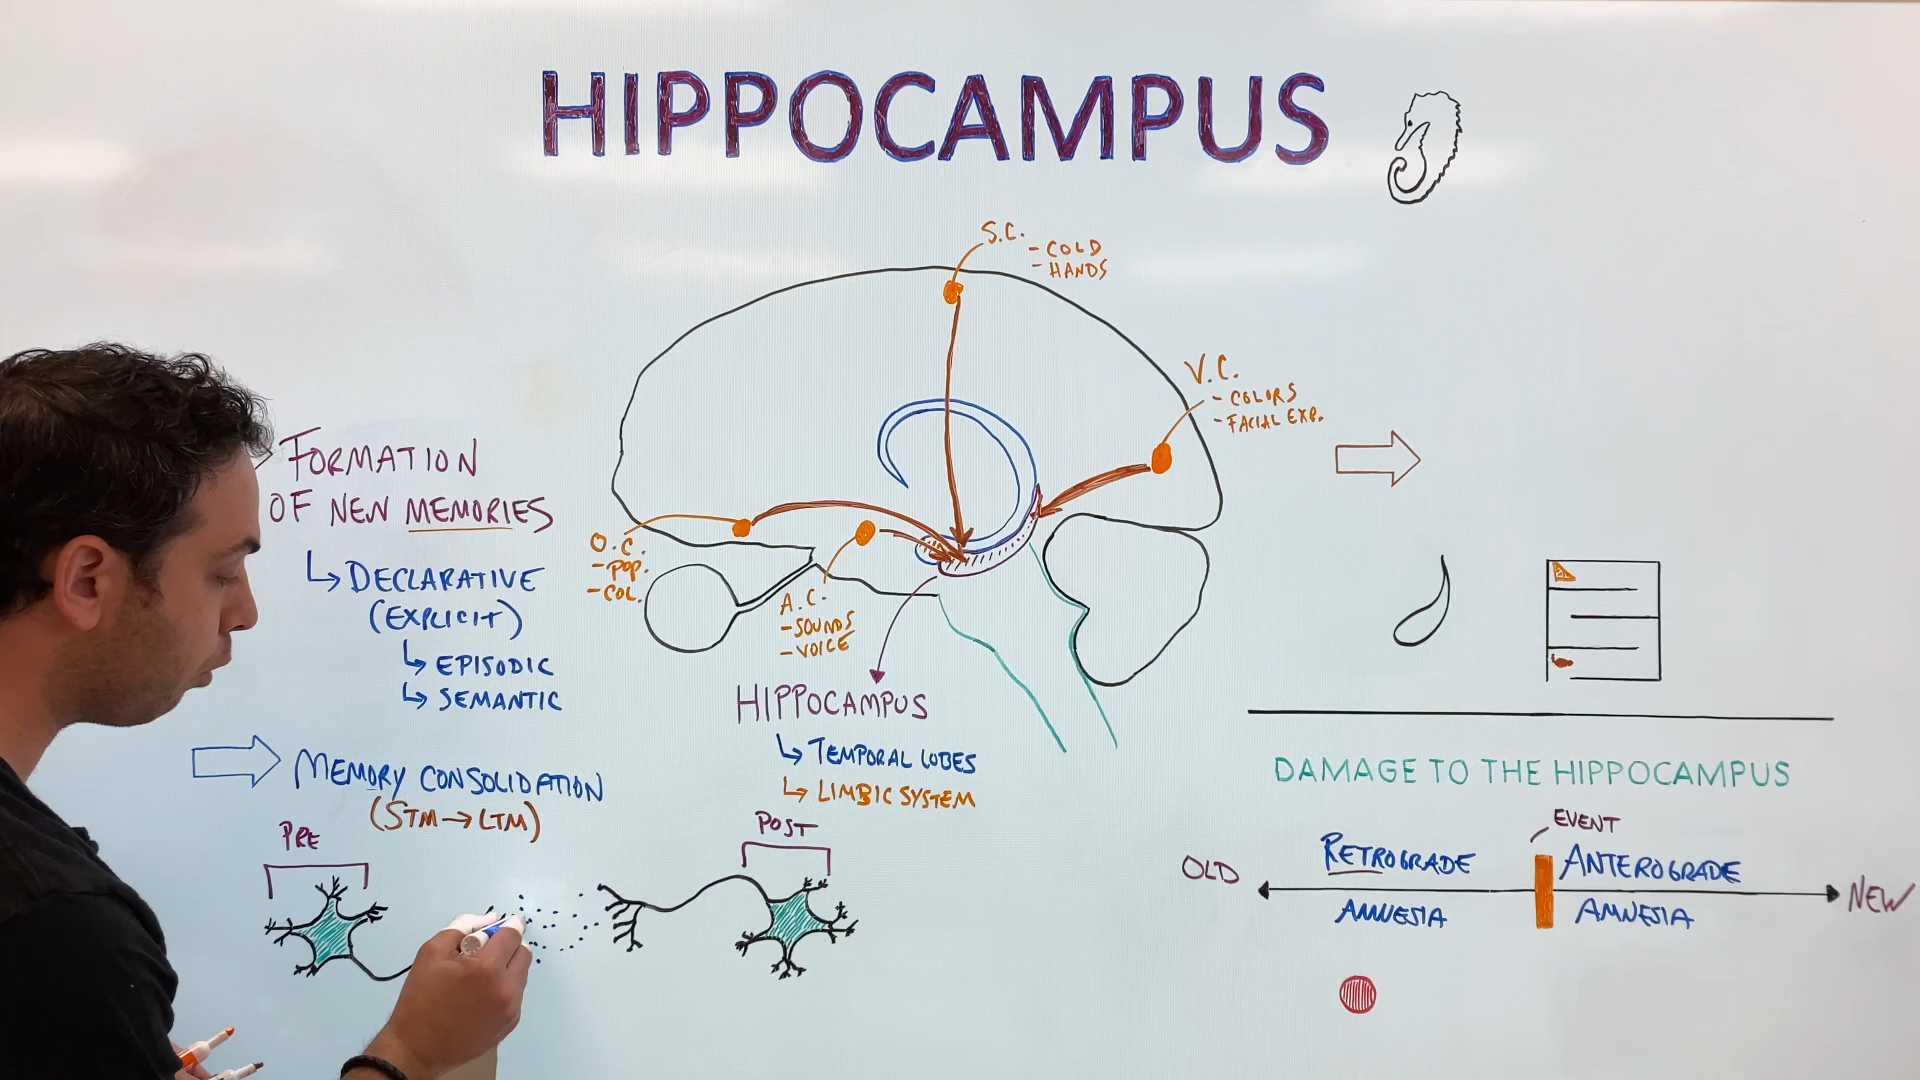 HIPPOCAMPUS
S.C.
- COLD
- HANDS
V.C.
- COLORS
- FACIAL EXP.
FORMATION
OF NEW MEMORIES
↳ DECLARATIVE
(EXPLICIT)
↳ EPISODIC
↳ SEMANTIC
O.C.
- POP.
- COL.
A.C.
- SOUNDS
- VOICE
HIPPOCAMPUS
↳ TEMPORAL LOBES
↳ LIMBIC SYSTEM
MEMORY CONSOLIDATION
(STM → LTM)
PRE
POST
DAMAGE TO THE HIPPOCAMPUS
EVENT
OLD
RETROGRADE
AMNESIA
ANTEROGRADE
AMNESIA
NEW